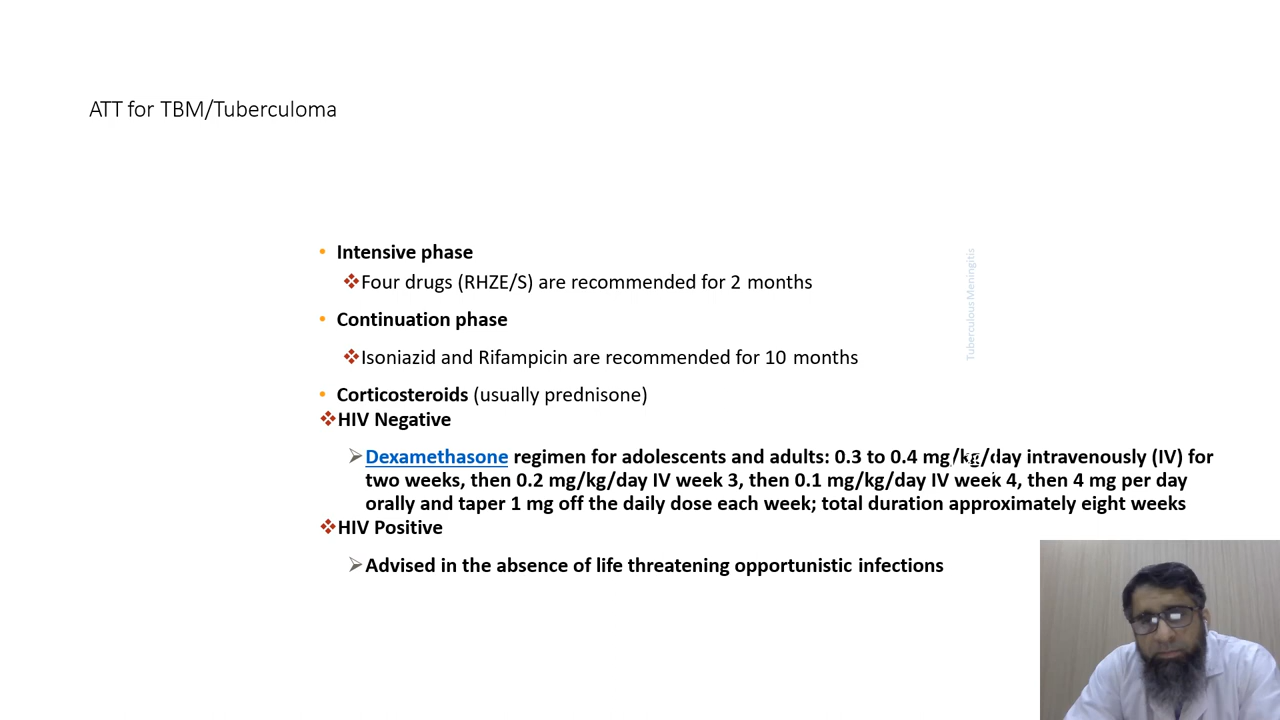 ATT for TBM/Tuberculoma
• Intensive phase
❖Four drugs (RHZE/S) are recommended for 2 months
• Continuation phase
❖Isoniazid and Rifampicin are recommended for 10 months
• Corticosteroids (usually prednisone)
❖HIV Negative
➢Dexamethasone regimen for adolescents and adults: 0.3 to 0.4 mg/kg/day intravenously (IV) for
two weeks, then 0.2 mg/kg/day IV week 3, then 0.1 mg/kg/day IV week 4, then 4 mg per day
orally and taper 1 mg off the daily dose each week; total duration approximately eight weeks
❖HIV Positive
➢Advised in the absence of life threatening opportunistic infections
Tuberculous Meningitis